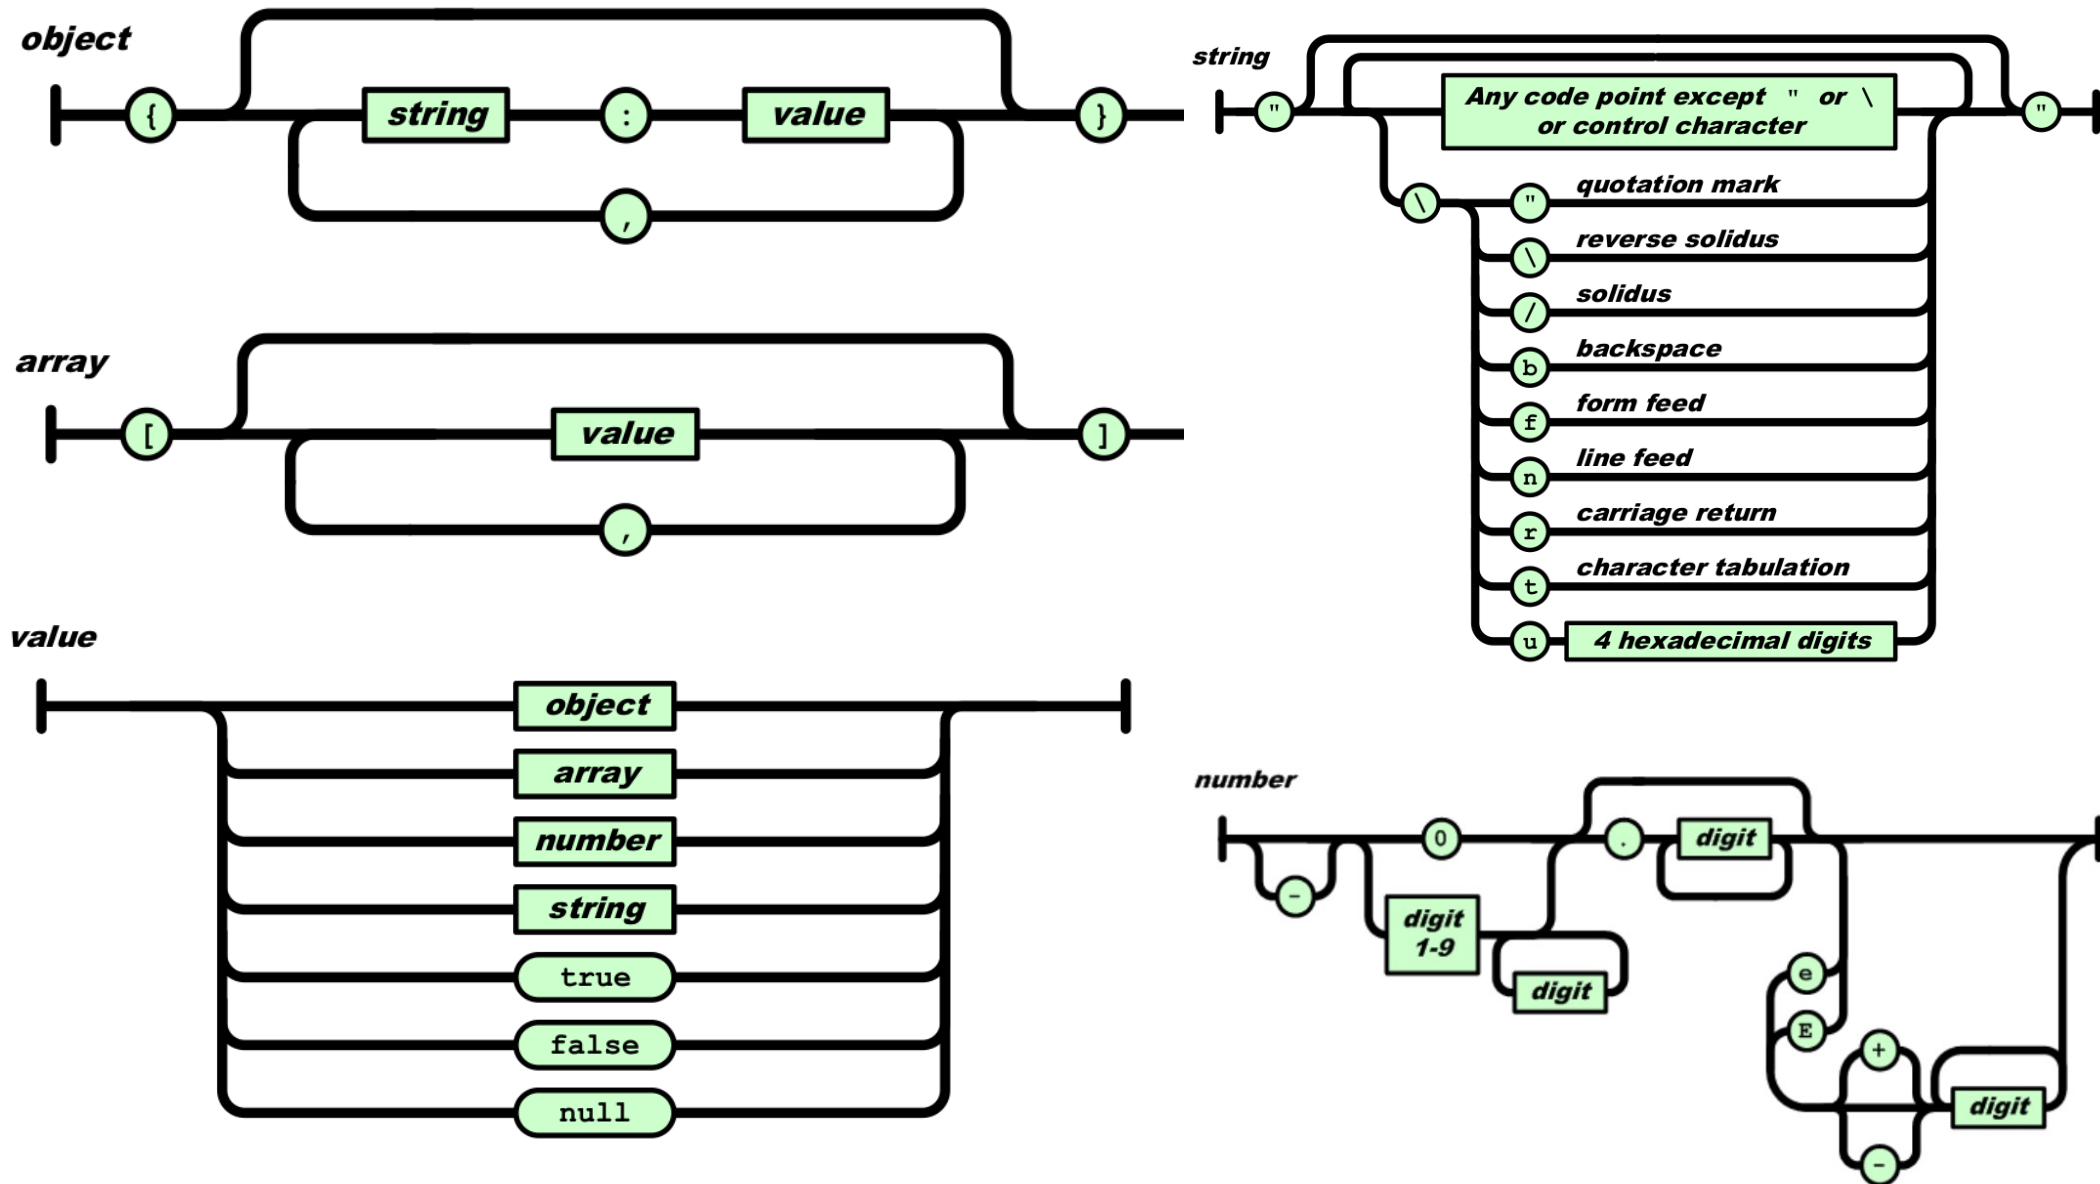 object
{
string
:
value
}
,
array
[
value
]
,
value
object
array
number
string
true
false
null
string
"
Any code point except " or \
or control character
"
\
" quotation mark
\ reverse solidus
/ solidus
b backspace
f form feed
n line feed
r carriage return
t character tabulation
u 4 hexadecimal digits
number
-
0
.
digit
digit
1-9
digit
e
E
+
digit
-